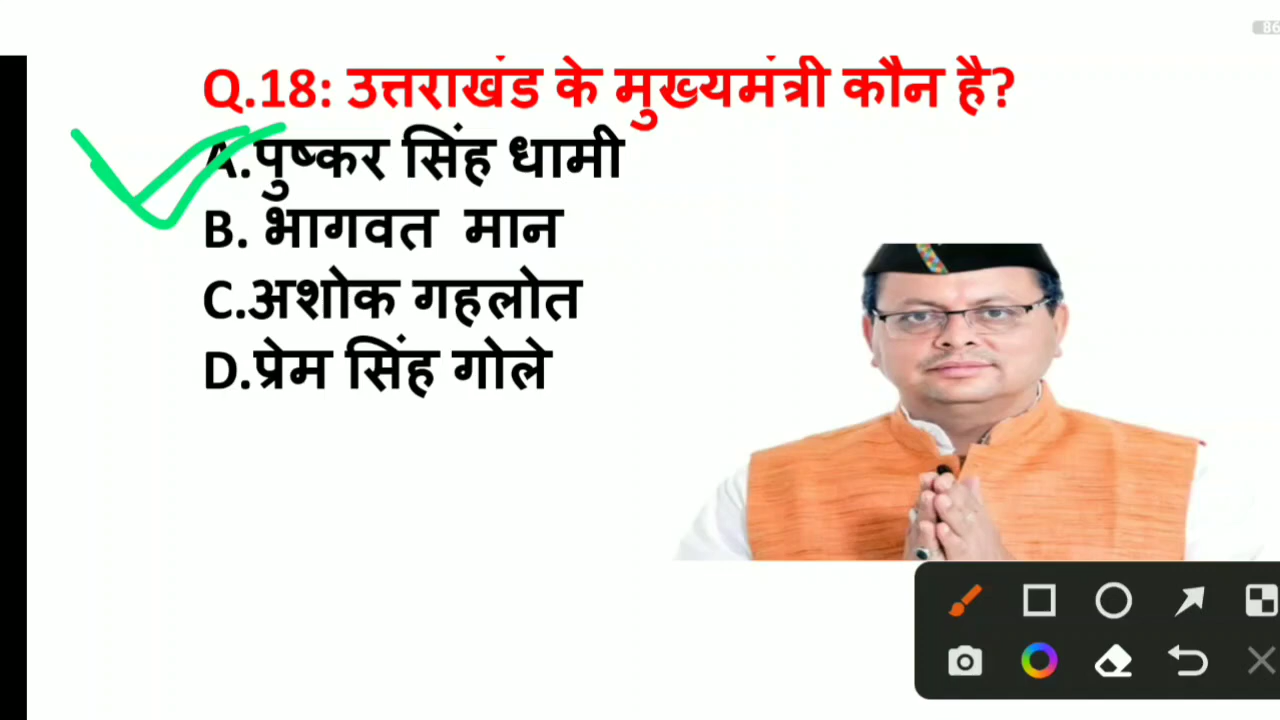 Q.18: उत्तराखंड के मुख्यमंत्री कौन है?
A.पुष्कर सिंह धामी
B. भागवत मान
C.अशोक गहलोत
D.प्रेम सिंह गोले